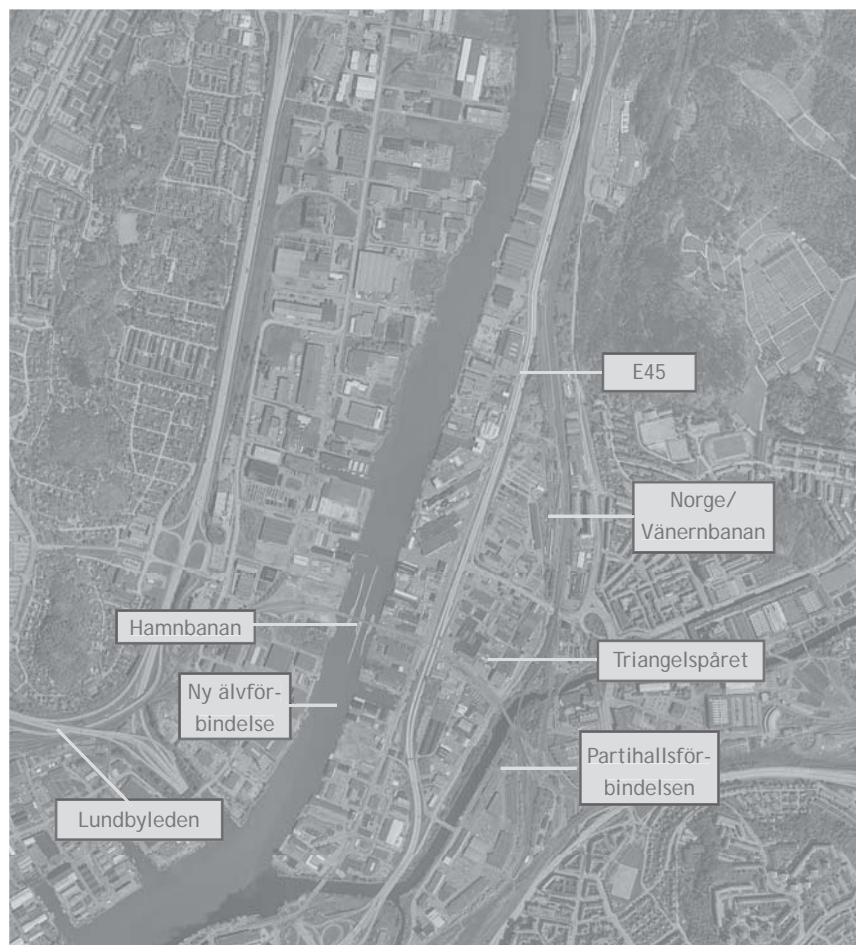 E45
Norge/
Vänernbanan
Hamnbanan
Triangelspåret
Ny älvför-
bindelse
Partihallsför-
bindelsen
Lundbyleden